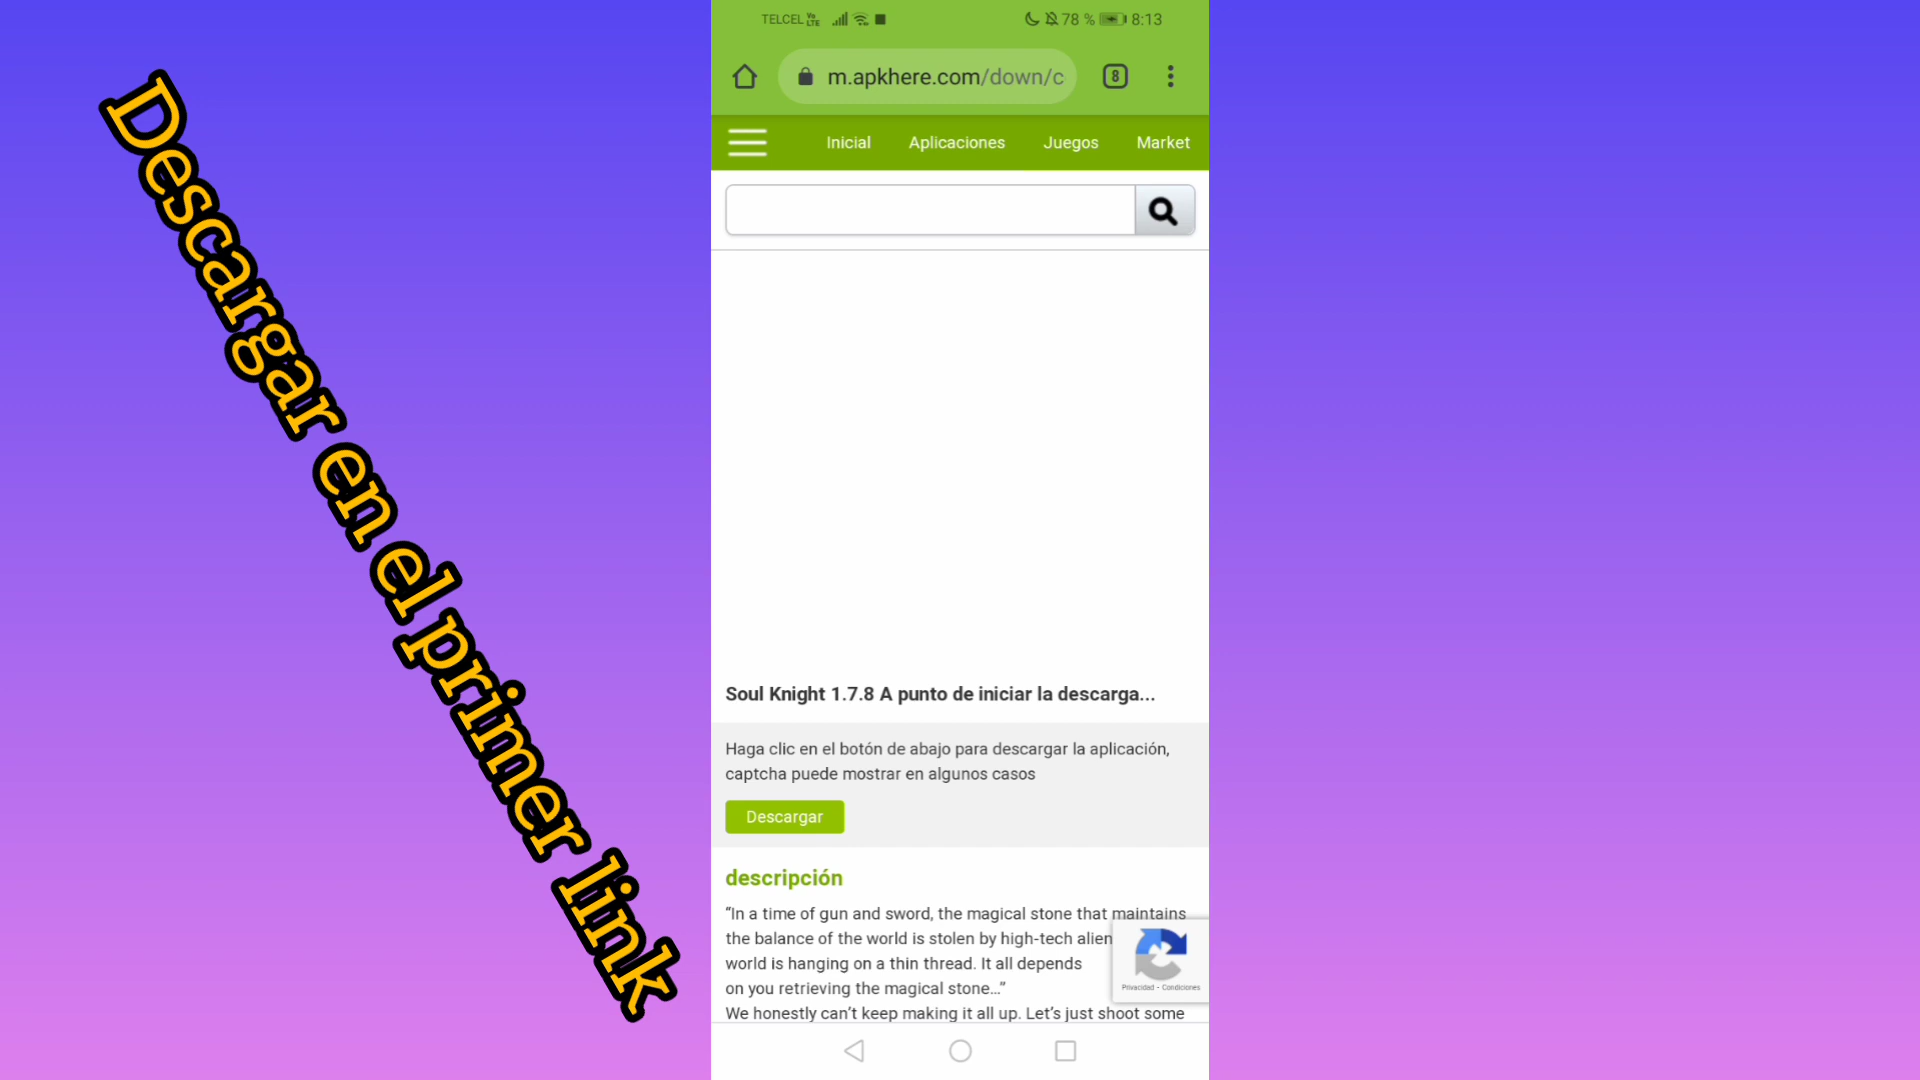 Descargar en el primer link
TELCEL Vo LTE 78 % 8:13
m.apkhere.com/down/c 8
Inicial Aplicaciones Juegos Market
Soul Knight 1.7.8 A punto de iniciar la descarga...
Haga clic en el botón de abajo para descargar la aplicación,
captcha puede mostrar en algunos casos
Descargar
descripción
“In a time of gun and sword, the magical stone that maintains
the balance of the world is stolen by high-tech alien
world is hanging on a thin thread. It all depends
on you retrieving the magical stone…”
Privacidad - Condiciones
We honestly can’t keep making it all up. Let’s just shoot some